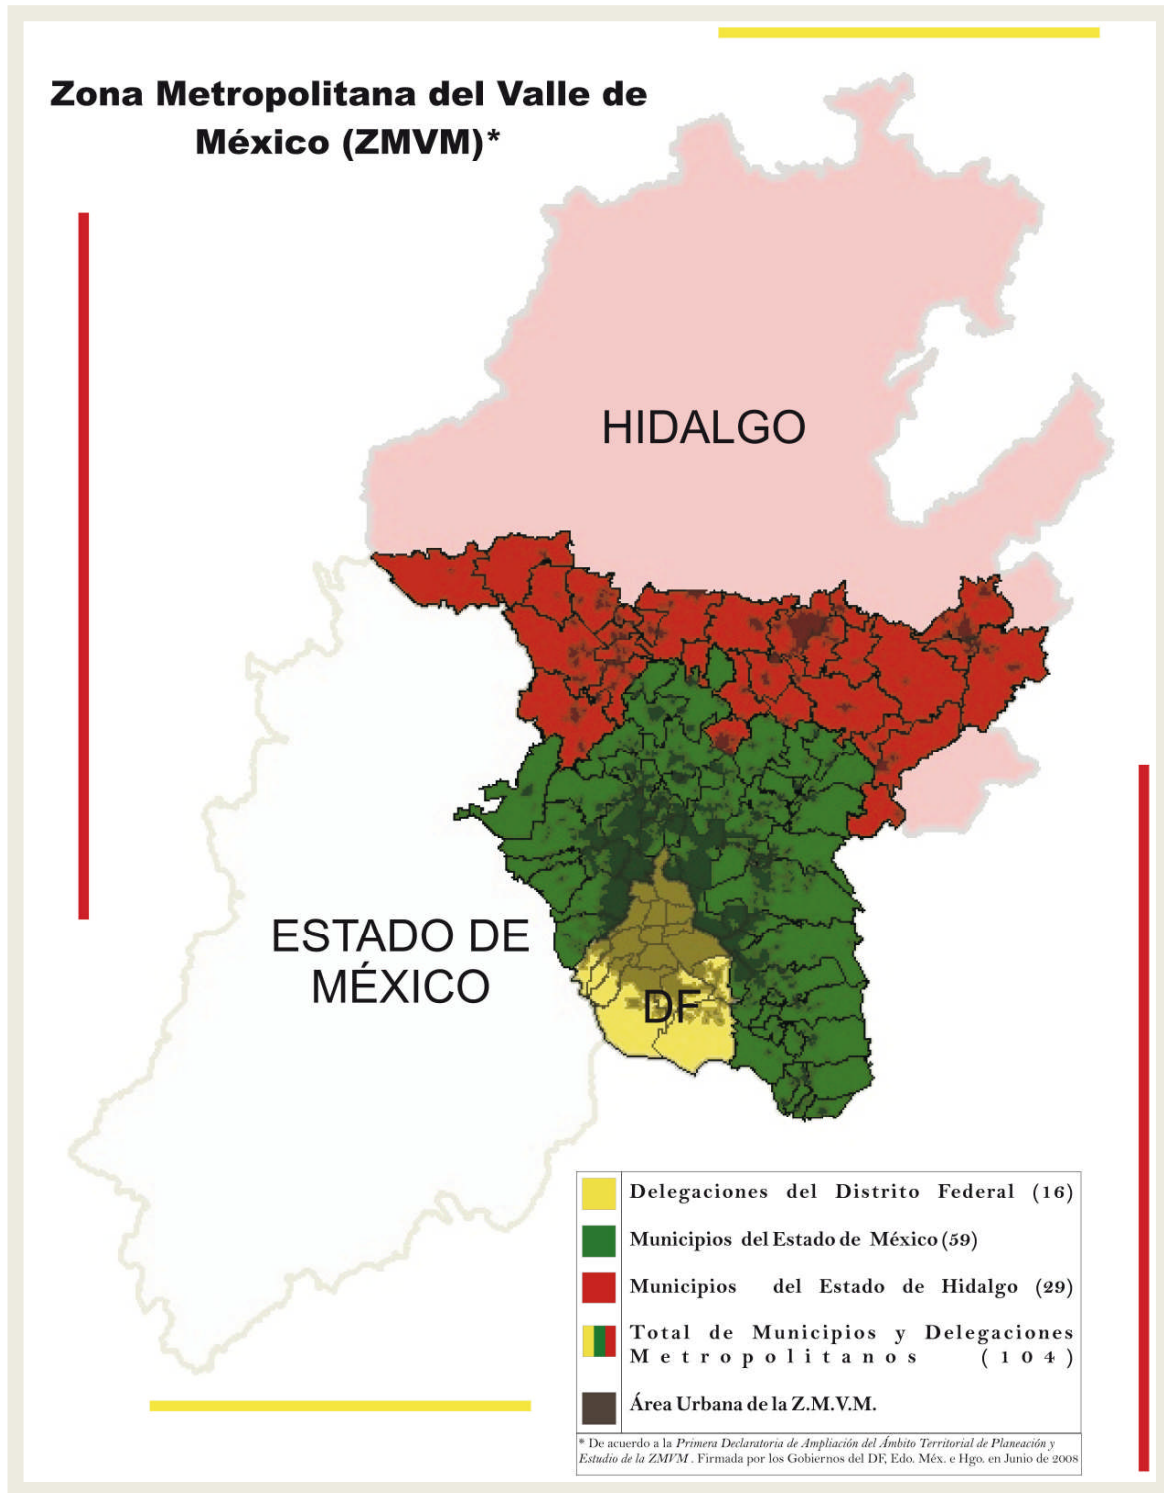 Zona Metropolitana del Valle de
México (ZMVM)*
HIDALGO
ESTADO DE
MÉXICO
DF
Delegaciones del Distrito Federal (16)
Municipios del Estado de México (59)
Municipios del Estado de Hidalgo (29)
Total de Municipios y Delegaciones
Metropolitanos (104)
Área Urbana de la Z.M.V.M.
* De acuerdo a la Primera Declaratoria de Ampliación del Ámbito Territorial de Planeación y
Estudio de la ZMVM . Firmada por los Gobiernos del DF, Edo. Méx. e Hgo. en Junio de 2008